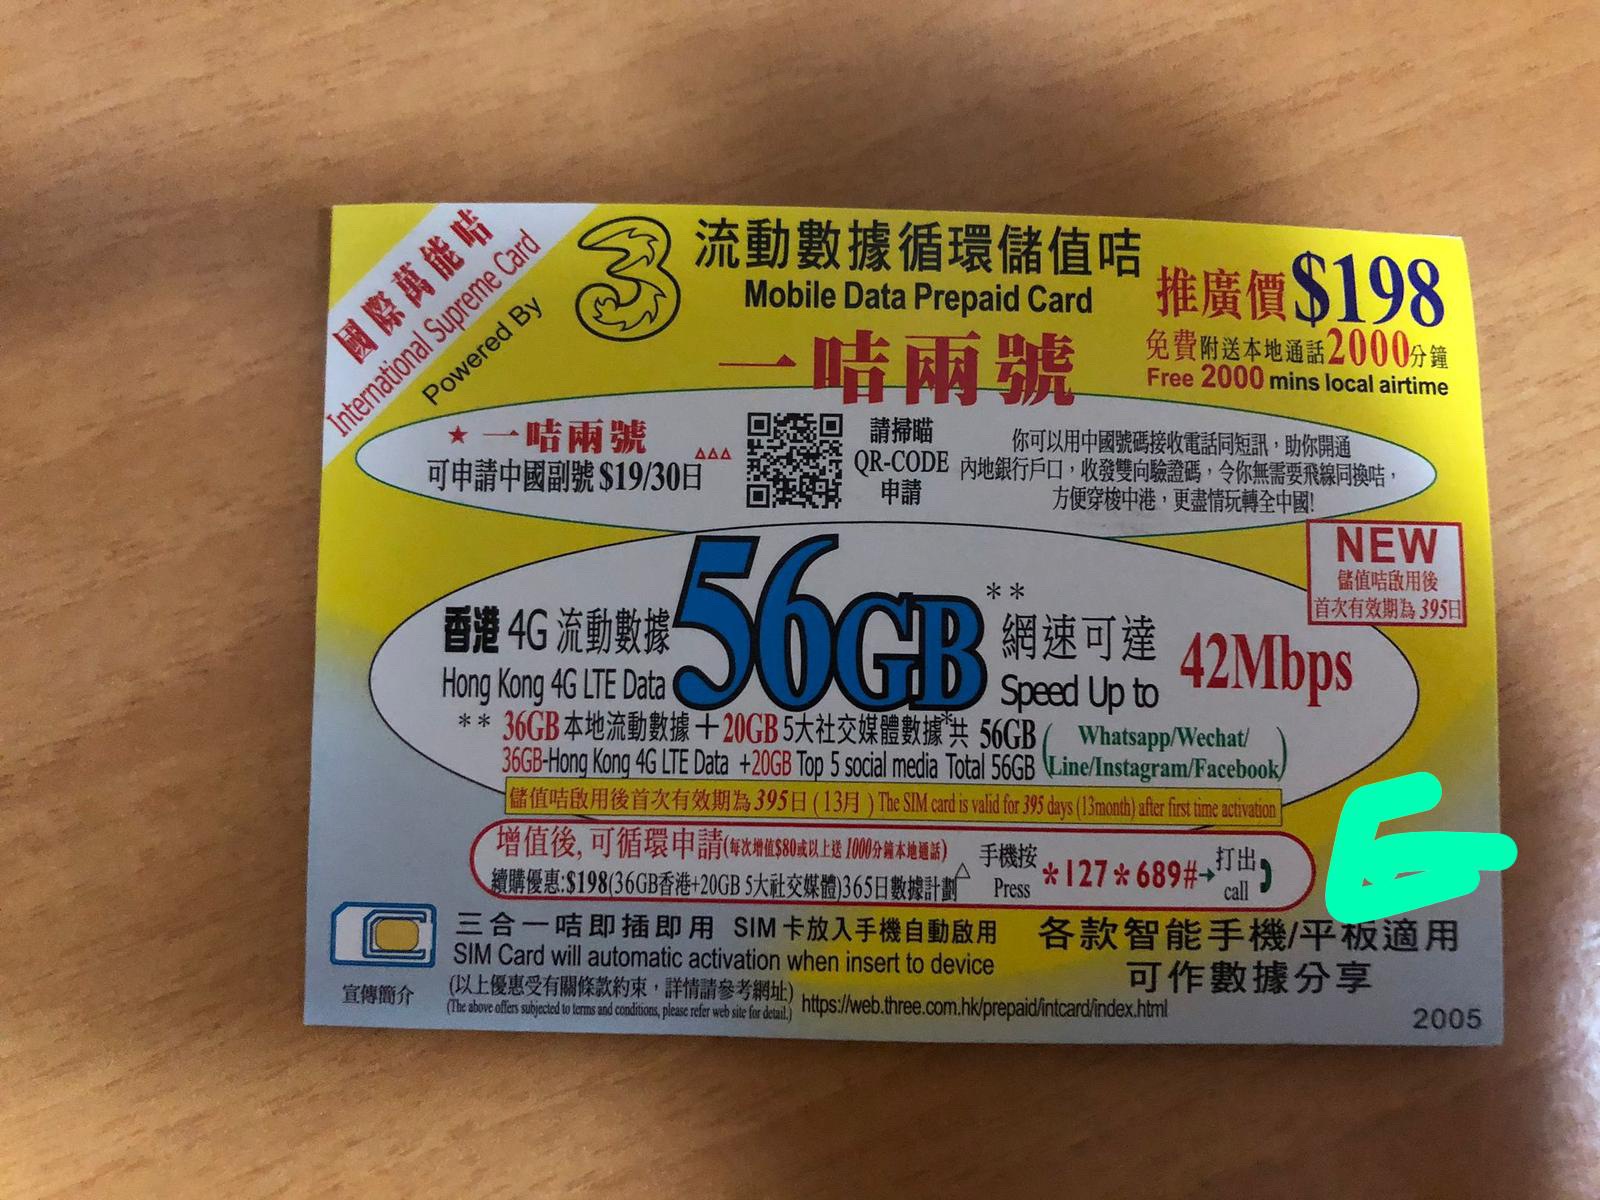 國際萬能咭
International Supreme Card
Powered By
3
流動數據循環儲值咭
Mobile Data Prepaid Card
推廣價$198
免費附送本地通話2000分鐘
Free 2000 mins local airtime
一咭兩號
★ 一咭兩號
可申請中國副號 $19/30日
△△△
請掃瞄
QR-CODE
申請
你可以用中國號碼接收電話同短訊，助你開通
內地銀行戶口，收發雙向驗證碼，令你無需要飛線同換咭，
方便穿梭中港，更盡情玩轉全中國!
NEW
儲值咭啟用後
首次有效期為 395日
香港 4G 流動數據
Hong Kong 4G LTE Data
56GB**
網速可達
Speed Up to
42Mbps
** 36GB本地流動數據＋20GB 5大社交媒體數據*共 56GB
36GB-Hong Kong 4G LTE Data +20GB Top 5 social media Total 56GB
(Whatsapp/Wechat/
Line/Instagram/Facebook)
儲值咭啟用後首次有效期為395日 (13月) The SIM card is valid for 395 days (13month) after first time activation
增值後, 可循環申請(每次增值$80或以上送 1000分鐘本地通話)
續購優惠:$198(36GB香港+20GB 5大社交媒體)365日數據計劃△
手機按
Press
*127*689#→
打出
call
三合一咭即插即用 SIM 卡放入手機自動啟用
SIM Card will automatic activation when insert to device
各款智能手機/平板適用
可作數據分享
宣傳簡介
(以上優惠受有關條款約束，詳情請參考網址)
(The above offers subjected to terms and conditions, please refer web site for detail.)
https://web.three.com.hk/prepaid/intcard/index.html
2005